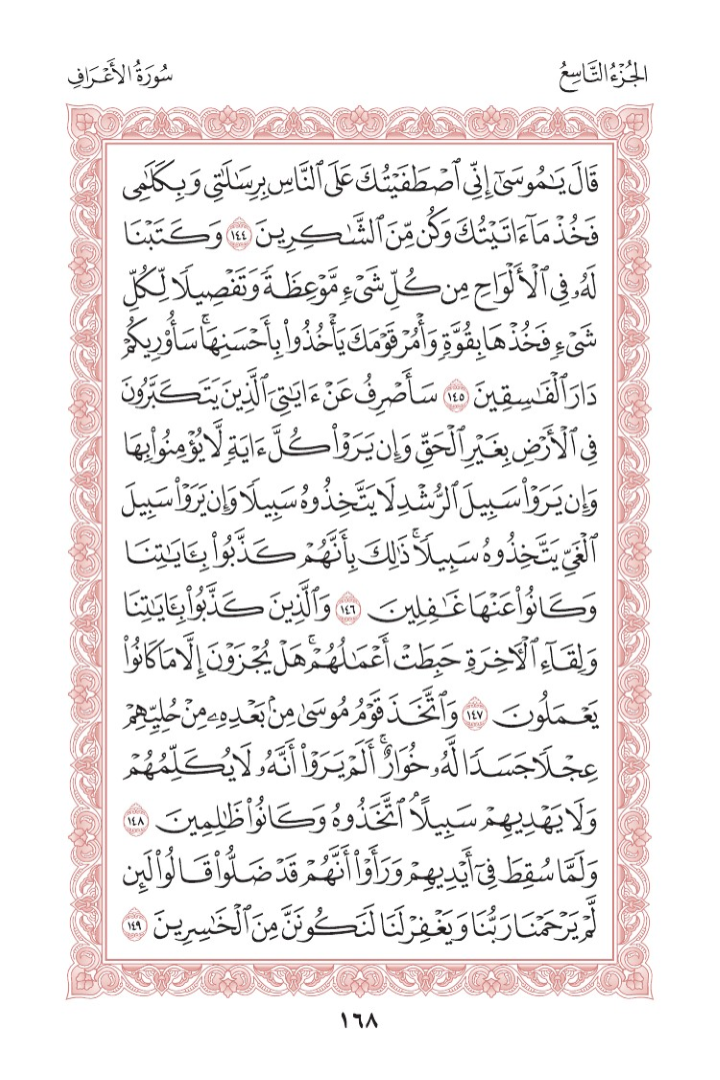 الجُزْءُ التَّاسِعُ
سُورَةُ الأَعْرَافِ
قَالَ يَٰمُوسَىٰٓ إِنِّي ٱصْطَفَيْتُكَ عَلَى ٱلنَّاسِ بِرِسَٰلَٰتِي وَبِكَلَٰمِي
فَخُذْ مَآ ءَاتَيْتُكَ وَكُن مِّنَ ٱلشَّٰكِرِينَ ١٤٤ وَكَتَبْنَا
لَهُۥ فِي ٱلْأَلْوَاحِ مِن كُلِّ شَيْءٍ مَّوْعِظَةً وَتَفْصِيلًا لِّكُلِّ
شَيْءٍ فَخُذْهَا بِقُوَّةٍ وَأْمُرْ قَوْمَكَ يَأْخُذُوا۟ بِأَحْسَنِهَاۚ سَأُو۟رِيكُمْ
دَارَ ٱلْفَٰسِقِينَ ١٤٥ سَأَصْرِفُ عَنْ ءَايَٰتِيَ ٱلَّذِينَ يَتَكَبَّرُونَ
فِي ٱلْأَرْضِ بِغَيْرِ ٱلْحَقِّ وَإِن يَرَوْا۟ كُلَّ ءَايَةٍ لَّا يُؤْمِنُوا۟ بِهَا
وَإِن يَرَوْا۟ سَبِيلَ ٱلرُّشْدِ لَا يَتَّخِذُوهُ سَبِيلًا وَإِن يَرَوْا۟ سَبِيلَ
ٱلْغَيِّ يَتَّخِذُوهُ سَبِيلًاۚ ذَٰلِكَ بِأَنَّهُمْ كَذَّبُوا۟ بِـَٔايَٰتِنَا
وَكَانُوا۟ عَنْهَا غَٰفِلِينَ ١٤٦ وَٱلَّذِينَ كَذَّبُوا۟ بِـَٔايَٰتِنَا
وَلِقَآءِ ٱلْءَاخِرَةِ حَبِطَتْ أَعْمَٰلُهُمْۚ هَلْ يُجْزَوْنَ إِلَّا مَا كَانُوا۟
يَعْمَلُونَ ١٤٧ وَٱتَّخَذَ قَوْمُ مُوسَىٰ مِنۢ بَعْدِهِۦ مِنْ حُلِيِّهِمْ
عِجْلًا جَسَدًا لَّهُۥ خُوَارٌۚ أَلَمْ يَرَوْا۟ أَنَّهُۥ لَا يُكَلِّمُهُمْ
وَلَا يَهْدِيهِمْ سَبِيلًاۘ ٱتَّخَذُوهُ وَكَانُوا۟ ظَٰلِمِينَ ١٤٨
وَلَمَّا سُقِطَ فِيٓ أَيْدِيهِمْ وَرَأَوْا۟ أَنَّهُمْ قَدْ ضَلُّوا۟ قَالُوا۟ لَئِن
لَّمْ يَرْحَمْنَا رَبُّنَا وَيَغْفِرْ لَنَا لَنَكُونَنَّ مِنَ ٱلْخَٰسِرِينَ ١٤٩
١٦٨